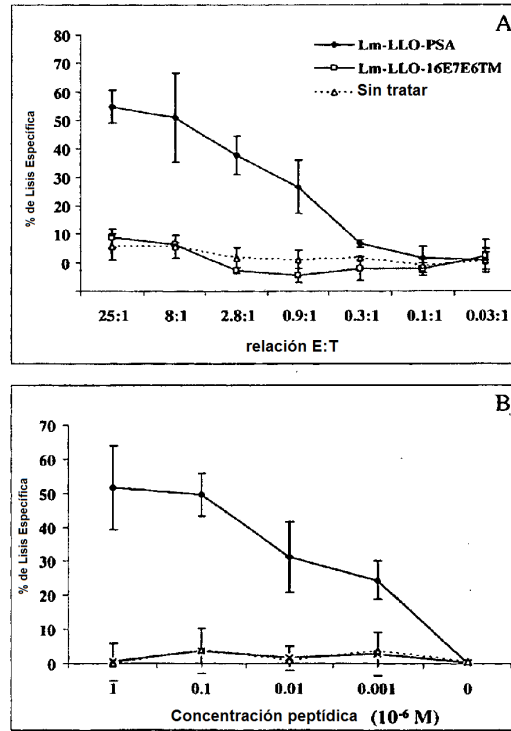 A
80
70
60
50
40
30
20
10
0
% de Lisis Específica
Lm-LLO-PSA
Lm-LLO-16E7E6TM
Sin tratar
25:1 8:1 2.8:1 0.9:1 0.3:1 0.1:1 0.03:1
relación E:T
B
70
60
50
40
30
20
10
0
% de Lisis Específica
1 0.1 0.01 0.001 0
Concentración peptídica (10⁻⁶ M)